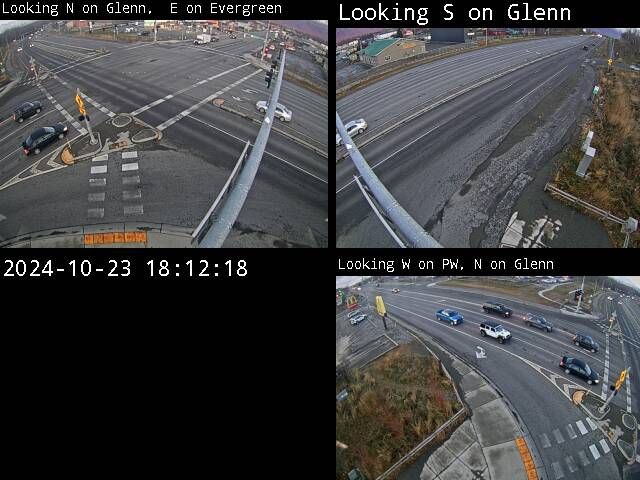 Looking N on Glenn,  E on Evergreen
Looking S on Glenn
2024-10-23 18:12:18
Looking W on PW, N on Glenn